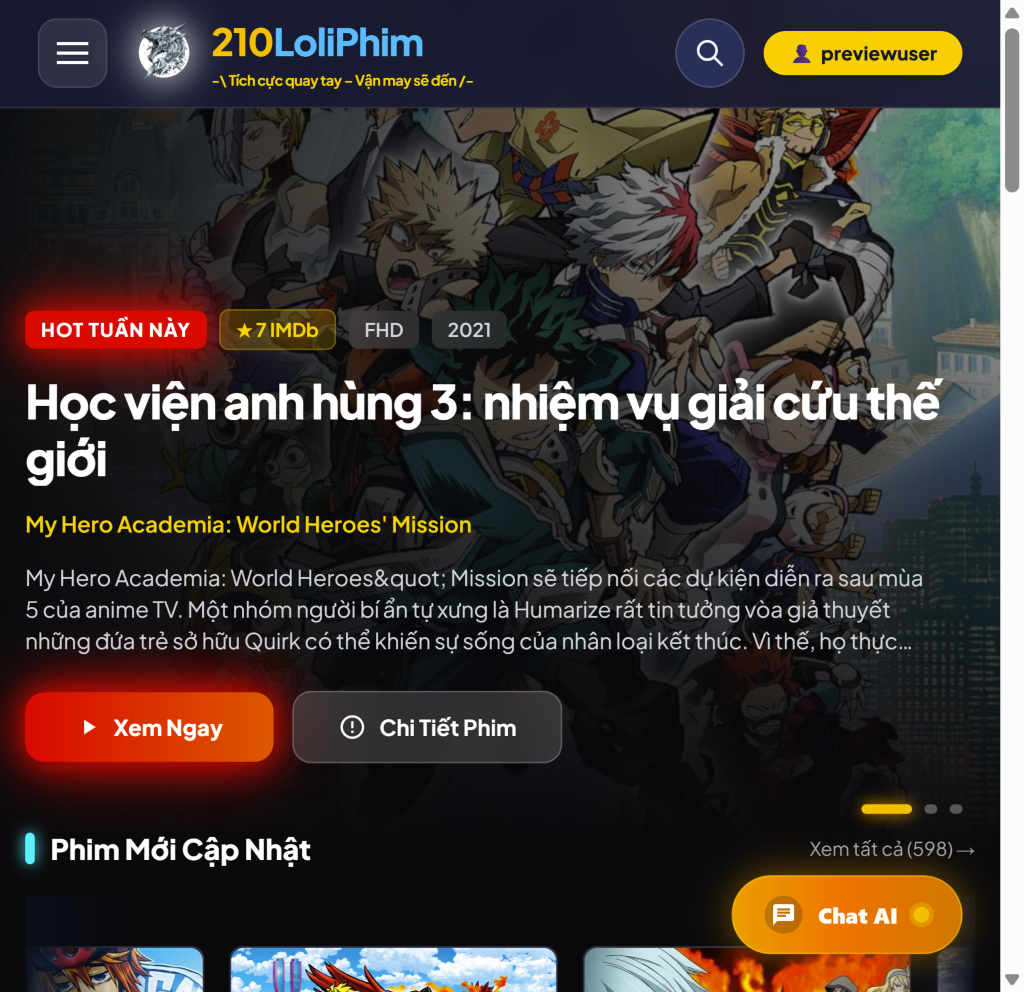 210LoliPhim
-\ Tích cực quay tay – Vận may sẽ đến /-
previewuser
HOT TUẦN NÀY
★ 7 IMDb
FHD
2021
Học viện anh hùng 3: nhiệm vụ giải cứu thế
giới
My Hero Academia: World Heroes' Mission
My Hero Academia: World Heroes&quot; Mission sẽ tiếp nối các dự kiện diễn ra sau mùa
5 của anime TV. Một nhóm người bí ẩn tự xưng là Humarize rất tin tưởng vòa giả thuyết
những đứa trẻ sở hữu Quirk có thể khiến sự sống của nhân loại kết thúc. Vì thế, họ thực...
Xem Ngay
Chi Tiết Phim
Phim Mới Cập Nhật
Xem tất cả (598) →
Chat AI